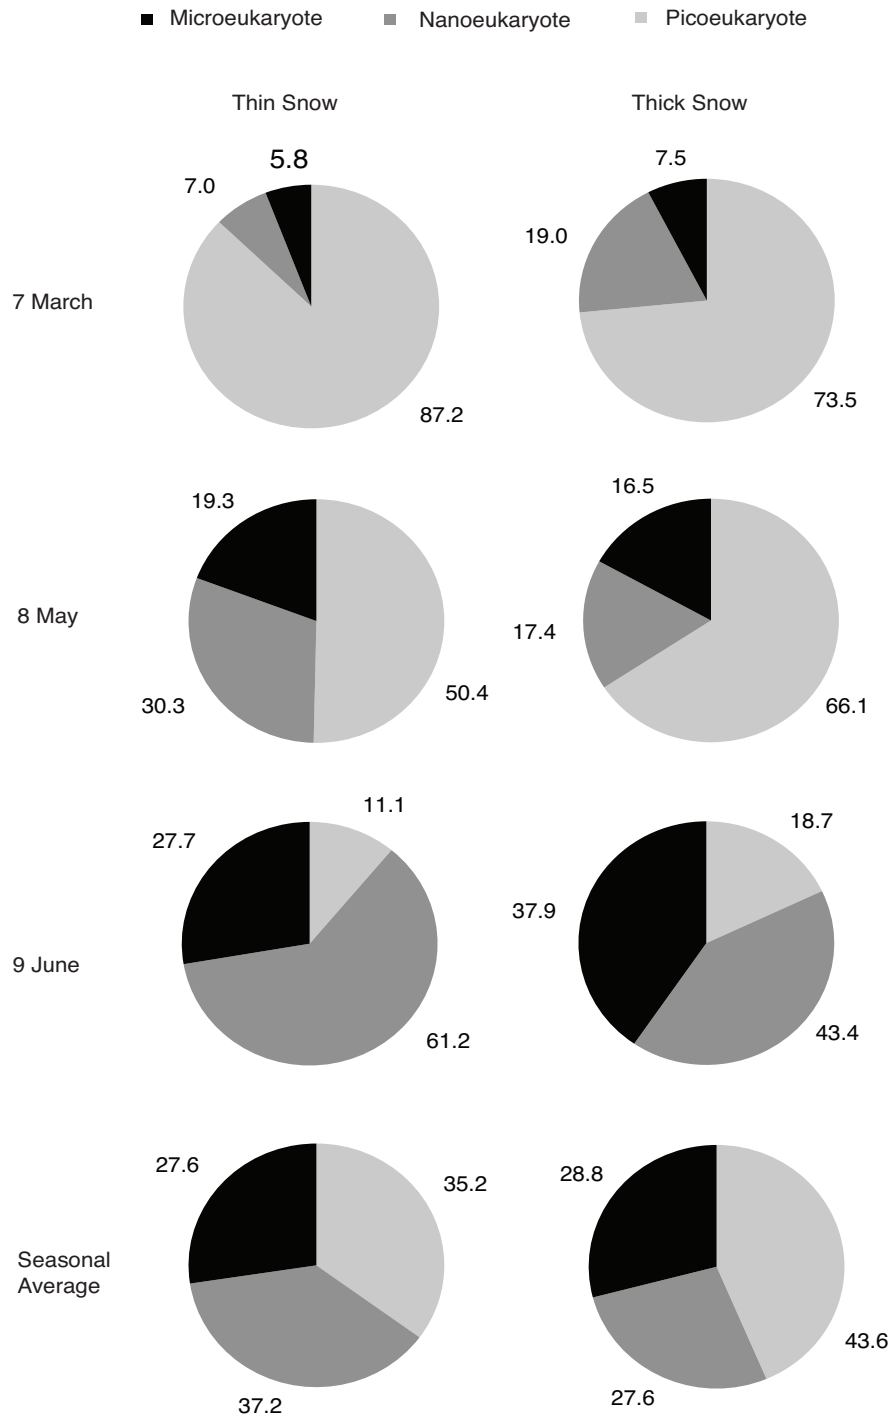 Microeukaryote Nanoeukaryote Picoeukaryote
Thin Snow Thick Snow
5.8 7.5
7.0
19.0
7 March
87.2 73.5
19.3 16.5
8 May
17.4
30.3 50.4 66.1
11.1 18.7
27.7
37.9
9 June
61.2 43.4
27.6 35.2 28.8
Seasonal
Average
43.6
37.2 27.6